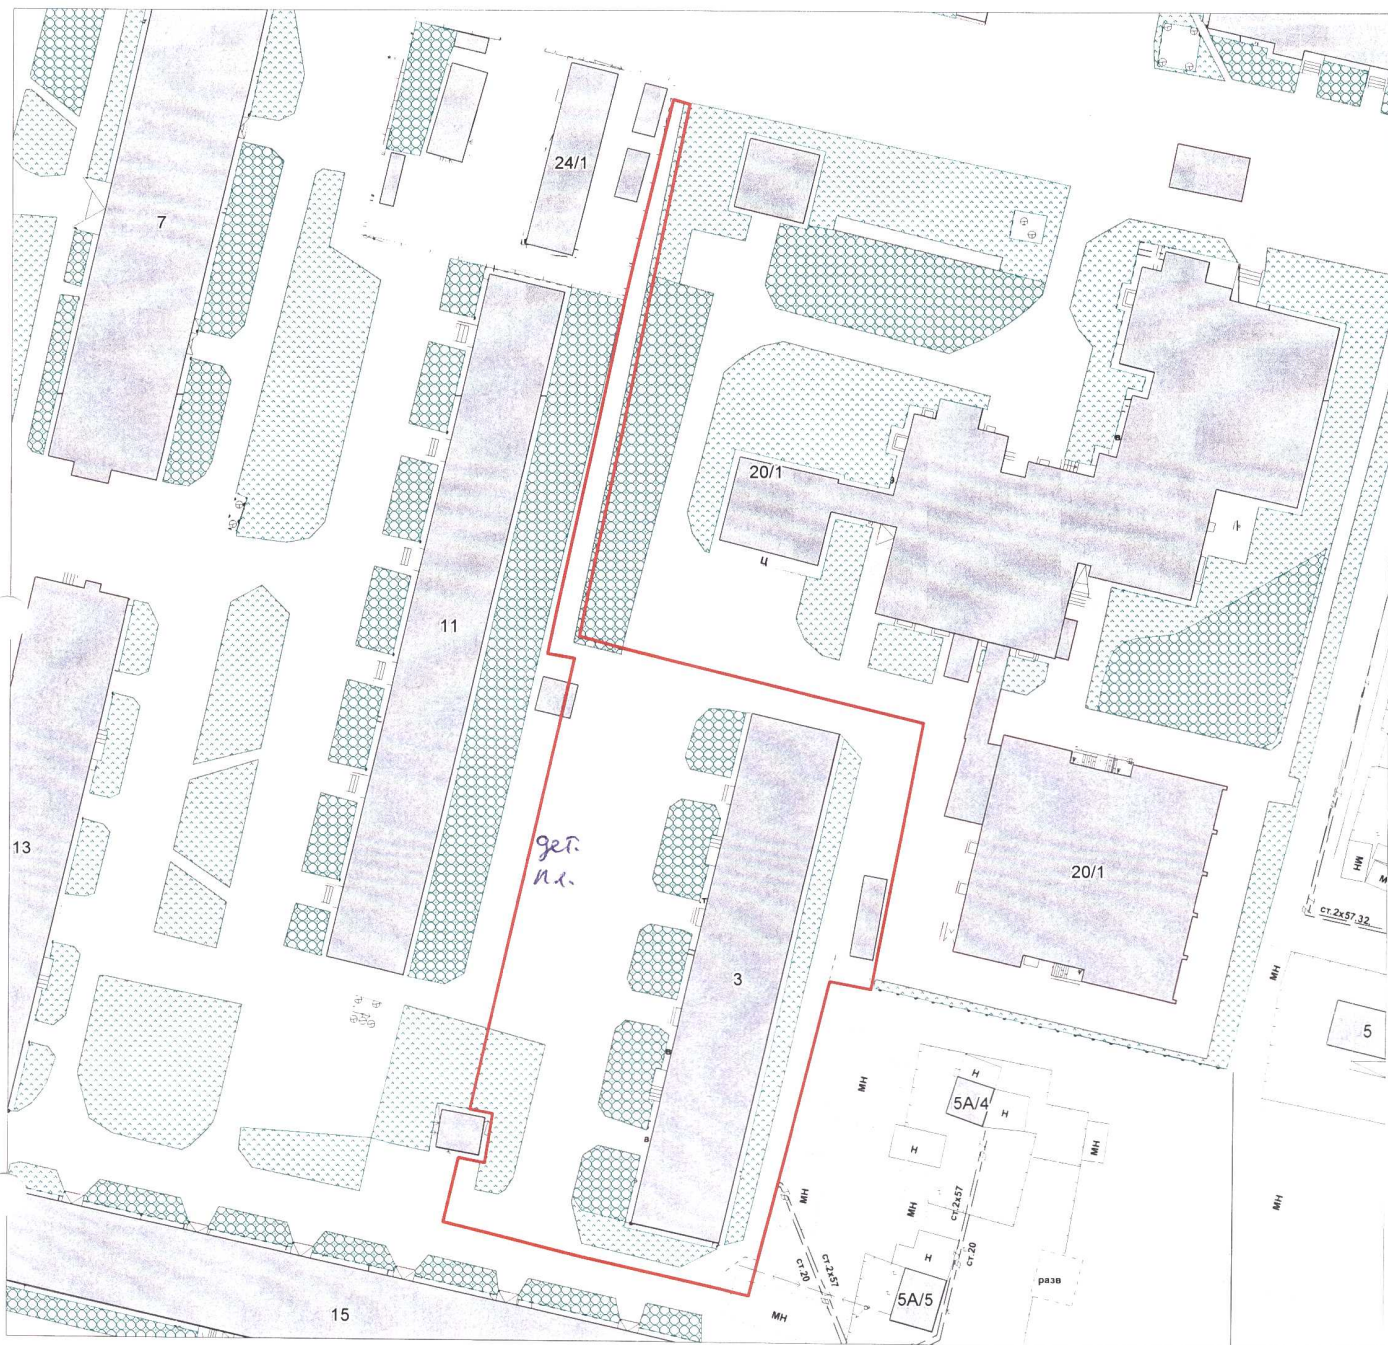 24/1
7
20/1
ц
11
дет.
пл.
13
20/1
мн
ст.2х57,32
3
мн
5
н
мн
5А/4
н
н
мн
мн
мн
ст.2х57
мн
н
ст.20
ст.2х57
ст.20
разв
5А/5
15
мн